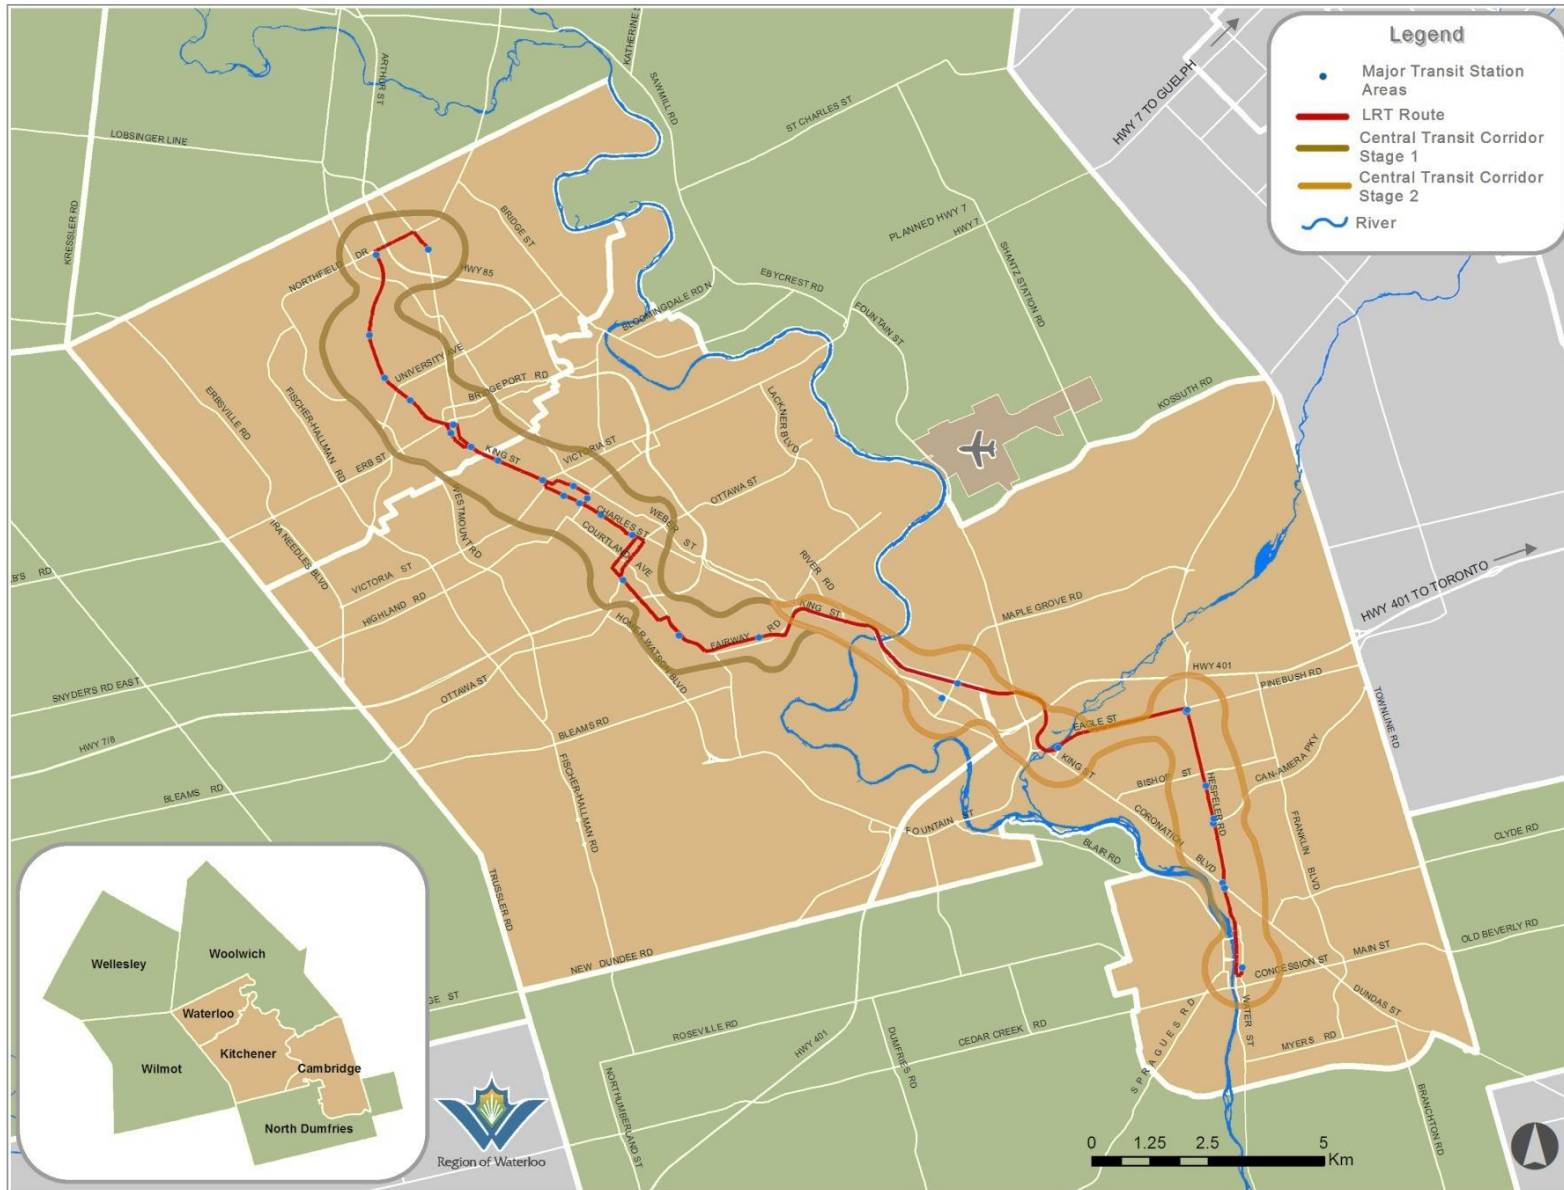 Legend
Major Transit Station
Areas
LRT Route
Central Transit Corridor
Stage 1
Central Transit Corridor
Stage 2
River
HWY 7 TO GUELPH
KATHERINE
SAWMILL RD
ARTHUR ST
LOBSINGER LINE
ST CHARLES ST
KRESSLER RD
BRIDGE ST
PLANNED HWY 7
HWY 7
SHANTZ STATION RD
NORTHFIELD DR
HWY 85
EBYCREST RD
BLOOMINGDALE RD N
FOUNTAIN ST
UNIVERSITY AVE
BRIDGEPORT RD
ERBSVILLE RD
FISCHER-HALLMAN RD
LACKNER BLVD
KOSSUTH RD
KING ST
VICTORIA ST
ERB ST
WESTMOUNT RD
OTTAWA ST
CHARLES ST
WEBER ST
COURTLAND AVE
IRA NEEDLES BLVD
VICTORIA ST
HIGHLAND RD
RIVER RD
HWY 401 TO TORONTO
KING ST
MAPLE GROVE RD
FAIRWAY RD
HOMER WATSON BLVD
HWY 401
PINEBUSH RD
SNYDER'S RD EAST
OTTAWA ST
TOWNLINE RD
HWY 7/8
BLEAMS RD
EAGLE ST
KING ST
BISHOP ST
HESPELER RD
CAN-AMERA PKY
BLEAMS RD
FISCHER-HALLMAN RD
FOUNTAIN ST
CORONATION BLVD
FRANKLIN BLVD
CLYDE RD
BLAIR RD
TRUSSLER RD
NEW DUNDEE RD
CONCESSION ST
MAIN ST
OLD BEVERLY RD
DUNDAS ST
WATER ST
SPRAGUES RD
MYERS RD
ROSEVILLE RD
HWY 401
CEDAR CREEK RD
DUMFRIES RD
NORTHUMBERLAND ST
BRANCHTON RD
Wellesley
Woolwich
Waterloo
Kitchener
Wilmot
Cambridge
North Dumfries
Region of Waterloo
0 1.25 2.5 5
Km